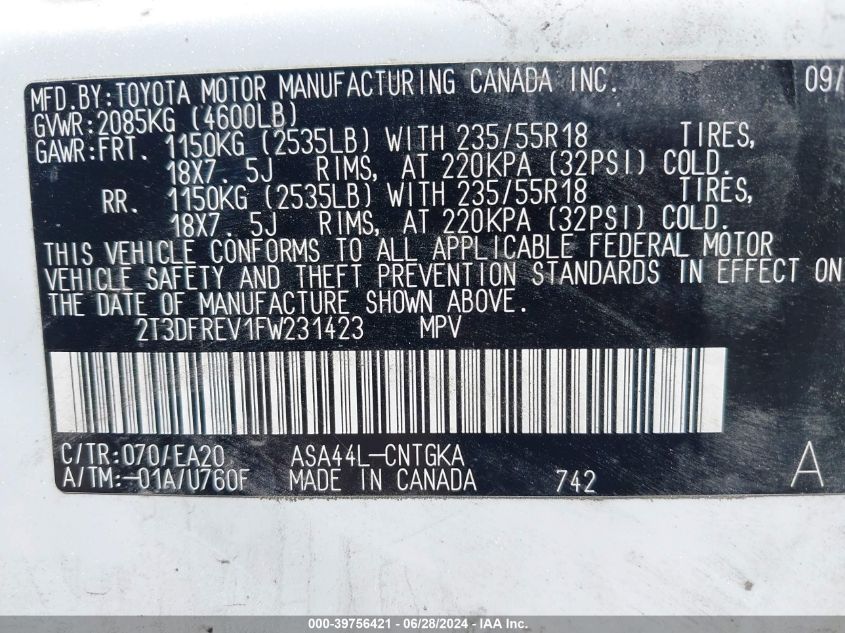 MFD.BY:TOYOTA MOTOR MANUFACTURING CANADA INC. 09/
GVWR:2085KG (4600LB)
GAWR:FRT. 1150KG (2535LB) WITH 235/55R18 TIRES,
18X7. 5J RIMS, AT 220KPA (32PSI) COLD.
RR. 1150KG (2535LB) WITH 235/55R18 TIRES,
18X7. 5J RIMS, AT 220KPA (32PSI) COLD.
THIS VEHICLE CONFORMS TO ALL APPLICABLE FEDERAL MOTOR
VEHICLE SAFETY AND THEFT PREVENTION STANDARDS IN EFFECT ON
THE DATE OF MANUFACTURE SHOWN ABOVE.
2T3DFREV1FW231423 MPV
C/TR:070/EA20 ASA44L-CNTGKA
A/TM:-01A/U760F MADE IN CANADA 742 A
000-39756421 - 06/28/2024 - IAA Inc.